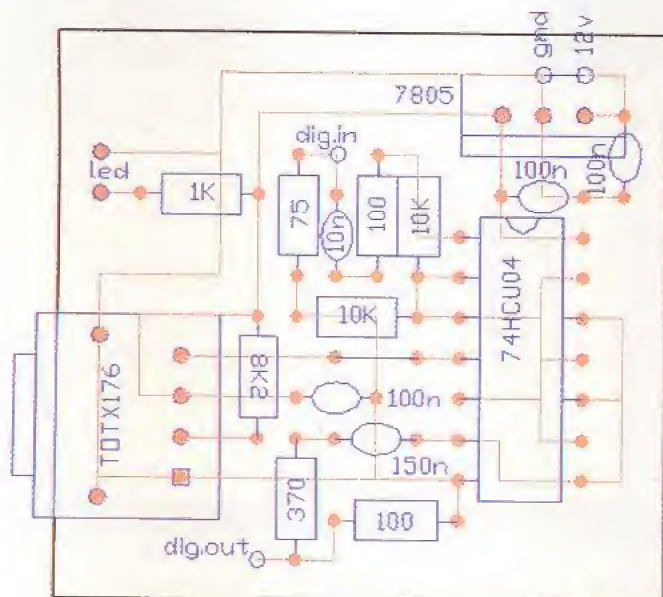 gnd
12v
7805
dig.in
led
1K
75
10n
100
10K
100n
100n
74HCU04
10K
TOTX176
8K2
100n
150n
370
100
dig.out